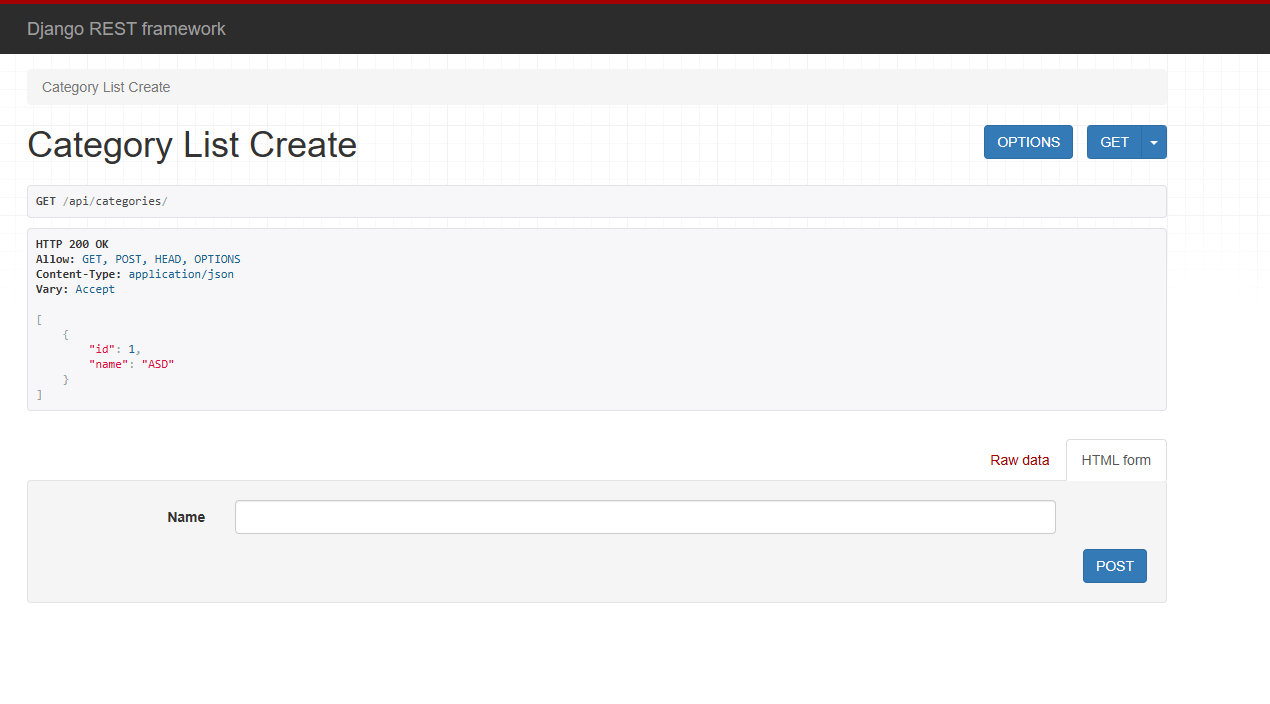 Django REST framework
Category List Create
Category List Create
OPTIONS
GET
GET /api/categories/
HTTP 200 OK
Allow: GET, POST, HEAD, OPTIONS
Content-Type: application/json
Vary: Accept
[
    {
        "id": 1,
        "name": "ASD"
    }
]
Raw data
HTML form
Name
POST